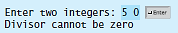 Enter two integers: 5 0 Enter
Divisor cannot be zero